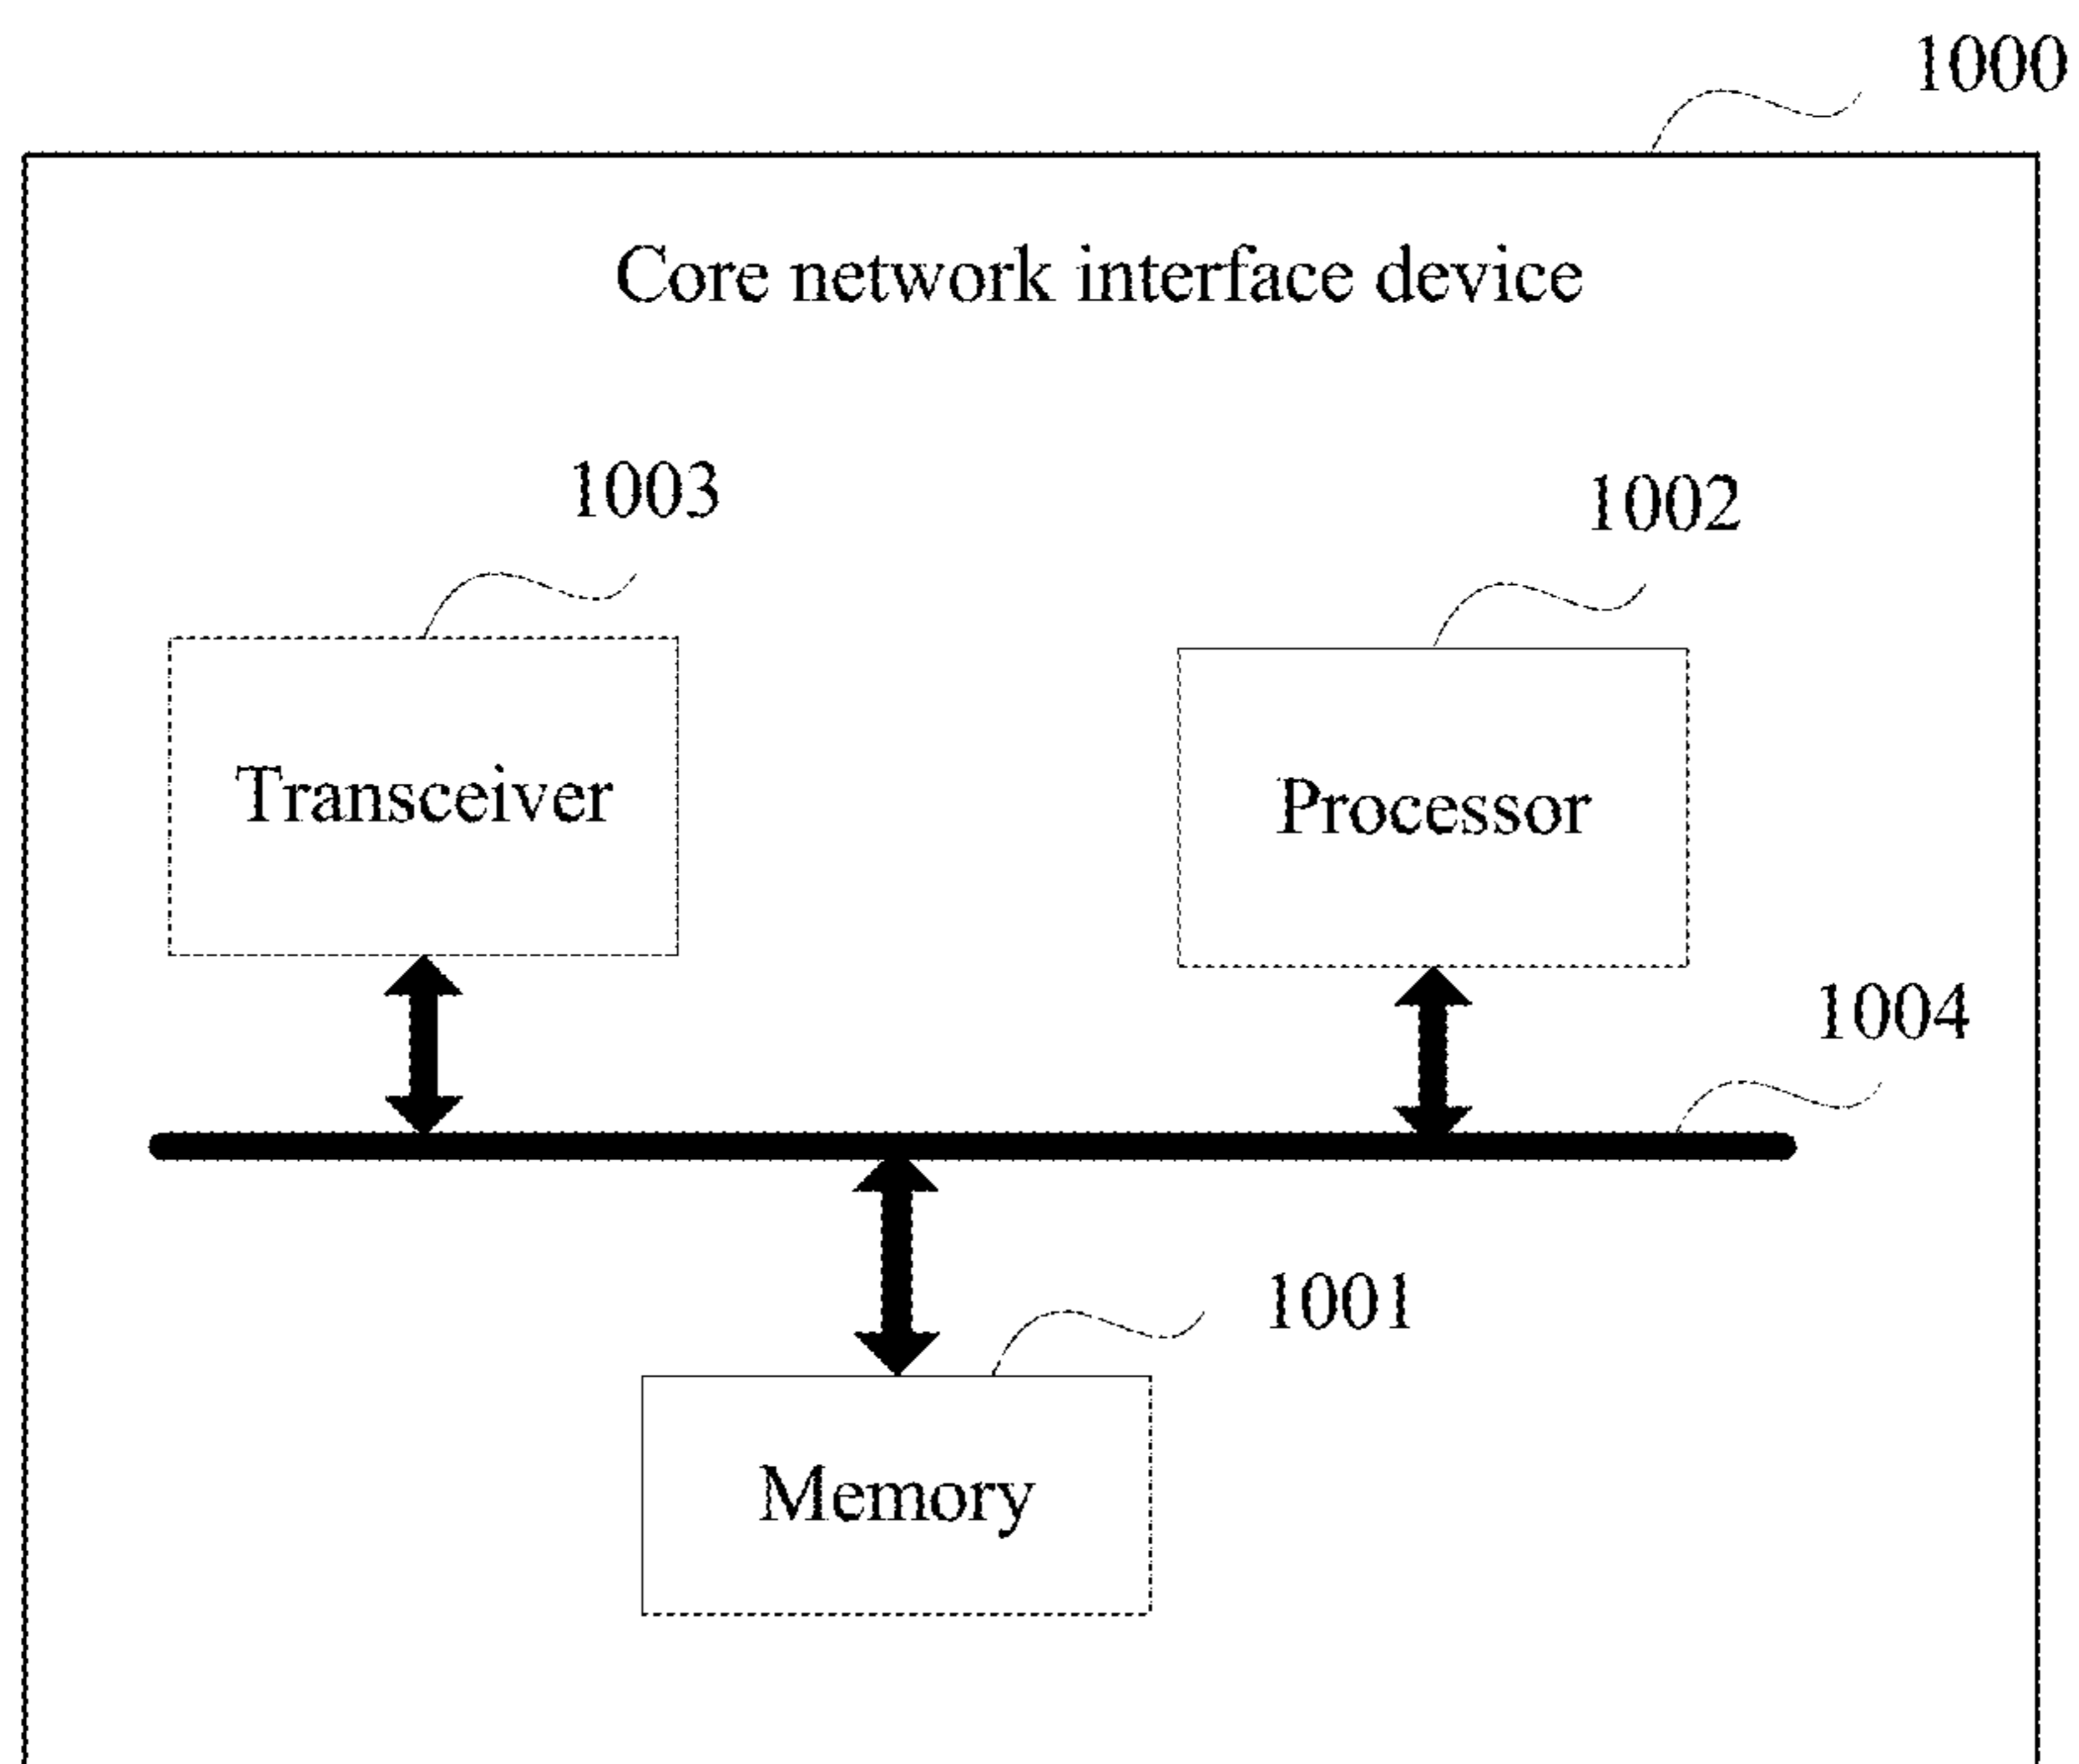 1000
Core network interface device
1003
1002
Transceiver
Processor
1004
1001
Memory